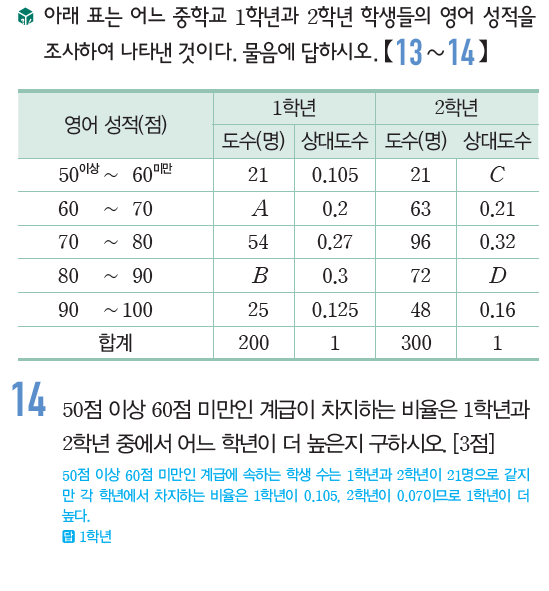 아래 표는 어느 중학교 1학년과 2학년 학생들의 영어 성적을
조사하여 나타낸 것이다. 물음에 답하시오.【13~14】
영어 성적(점) 1학년 2학년
도수(명) 상대도수 도수(명) 상대도수
50이상~ 60미만 21 0.105 21 C
60 ~ 70 A 0.2 63 0.21
70 ~ 80 54 0.27 96 0.32
80 ~ 90 B 0.3 72 D
90 ~100 25 0.125 48 0.16
합계 200 1 300 1
14 50점 이상 60점 미만인 계급이 차지하는 비율은 1학년과
2학년 중에서 어느 학년이 더 높은지 구하시오. [3점]
50점 이상 60점 미만인 계급에 속하는 학생 수는 1학년과 2학년이 21명으로 같지
만 각 학년에서 차지하는 비율은 1학년이 0.105, 2학년이 0.07이므로 1학년이 더
높다.
답 1학년